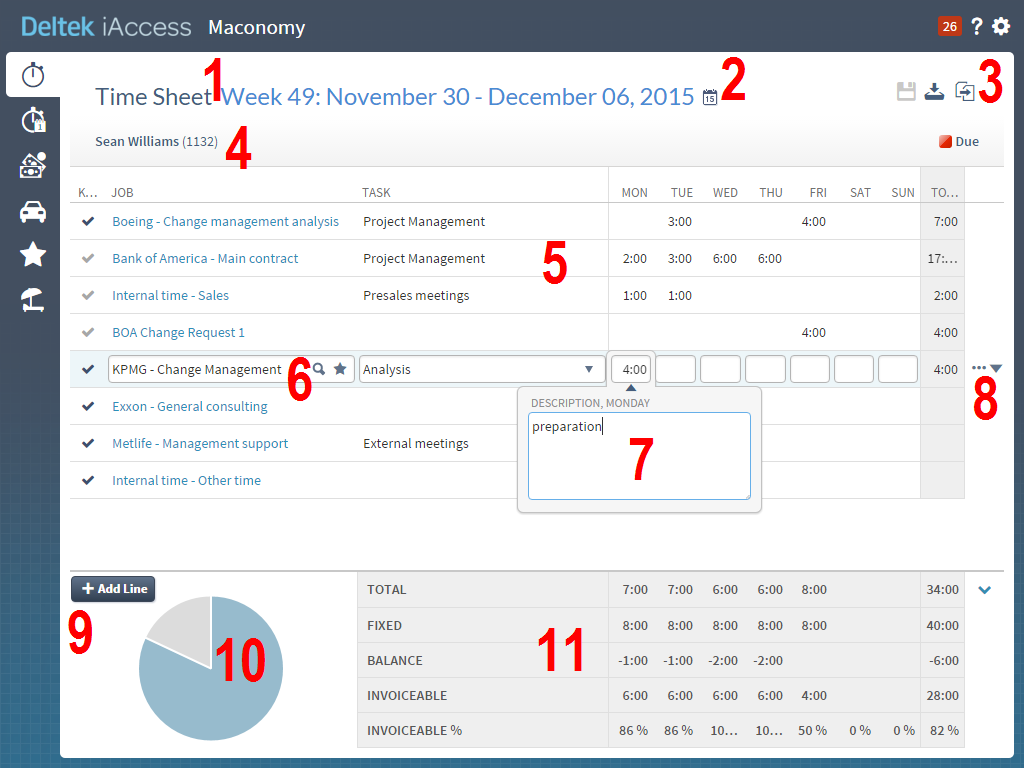 Deltek iAccess Maconomy 26 ?
1 2 3
Time Sheet Week 49: November 30 - December 06, 2015 15
Sean Williams (1132) 4 Due
K... JOB TASK MON TUE WED THU FRI SAT SUN TO...
Boeing - Change management analysis Project Management 3:00 4:00 7:00
Bank of America - Main contract Project Management 5 2:00 3:00 6:00 6:00 17:...
Internal time - Sales Presales meetings 1:00 1:00 2:00
BOA Change Request 1 4:00 4:00
KPMG - Change Management 6 Analysis 4:00 4:00 ...
8
Exxon - General consulting DESCRIPTION, MONDAY
preparation
Metlife - Management support External meetings 7
Internal time - Other time
+ Add Line
9 10 11
TOTAL 7:00 7:00 6:00 6:00 8:00 34:00
FIXED 8:00 8:00 8:00 8:00 8:00 40:00
BALANCE -1:00 -1:00 -2:00 -2:00 -6:00
INVOICEABLE 6:00 6:00 6:00 6:00 4:00 28:00
INVOICEABLE % 86 % 86 % 10... 10... 50 % 0 % 0 % 82 %